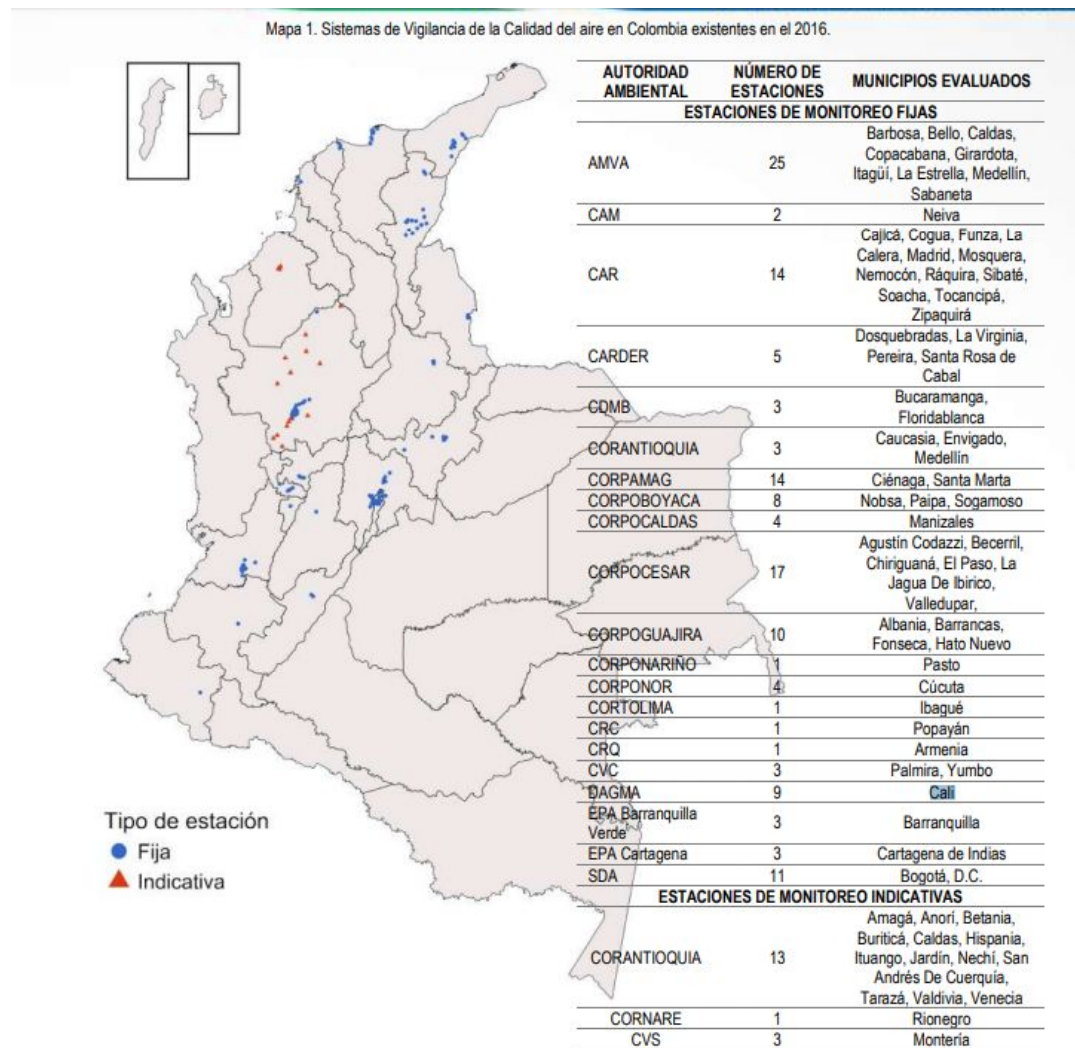 Mapa 1. Sistemas de Vigilancia de la Calidad del aire en Colombia existentes en el 2016.
AUTORIDAD AMBIENTAL NÚMERO DE ESTACIONES MUNICIPIOS EVALUADOS
ESTACIONES DE MONITOREO FIJAS
AMVA 25 Barbosa, Bello, Caldas,
Copacabana, Girardota,
Itagüí, La Estrella, Medellín,
Sabaneta
CAM 2 Neiva
CAR 14 Cajicá, Cogua, Funza, La
Calera, Madrid, Mosquera,
Nemocón, Ráquira, Sibaté,
Soacha, Tocancipá,
Zipaquirá
CARDER 5 Dosquebradas, La Virginia,
Pereira, Santa Rosa de
Cabal
CDMB 3 Bucaramanga,
Floridablanca
CORANTIOQUIA 3 Caucasia, Envigado,
Medellín
CORPAMAG 14 Ciénaga, Santa Marta
CORPOBOYACA 8 Nobsa, Paipa, Sogamoso
CORPOCALDAS 4 Manizales
CORPOCESAR 17 Agustín Codazzi, Becerril,
Chiriguaná, El Paso, La
Jagua De Ibirico,
Valledupar,
CORPOGUAJIRA 10 Albania, Barrancas,
Fonseca, Hato Nuevo
CORPONARIÑO 1 Pasto
CORPONOR 4 Cúcuta
CORTOLIMA 1 Ibagué
CRC 1 Popayán
CRQ 1 Armenia
CVC 3 Palmira, Yumbo
DAGMA 9 Cali
EPA Barranquilla
Verde 3 Barranquilla
EPA Cartagena 3 Cartagena de Indias
SDA 11 Bogotá, D.C.
ESTACIONES DE MONITOREO INDICATIVAS
CORANTIOQUIA 13 Amagá, Anorí, Betania,
Buriticá, Caldas, Hispania,
Ituango, Jardín, Nechí, San
Andrés De Cuerquía,
Tarazá, Valdivia, Venecia
CORNARE 1 Rionegro
CVS 3 Montería
Tipo de estación
Fija
Indicativa